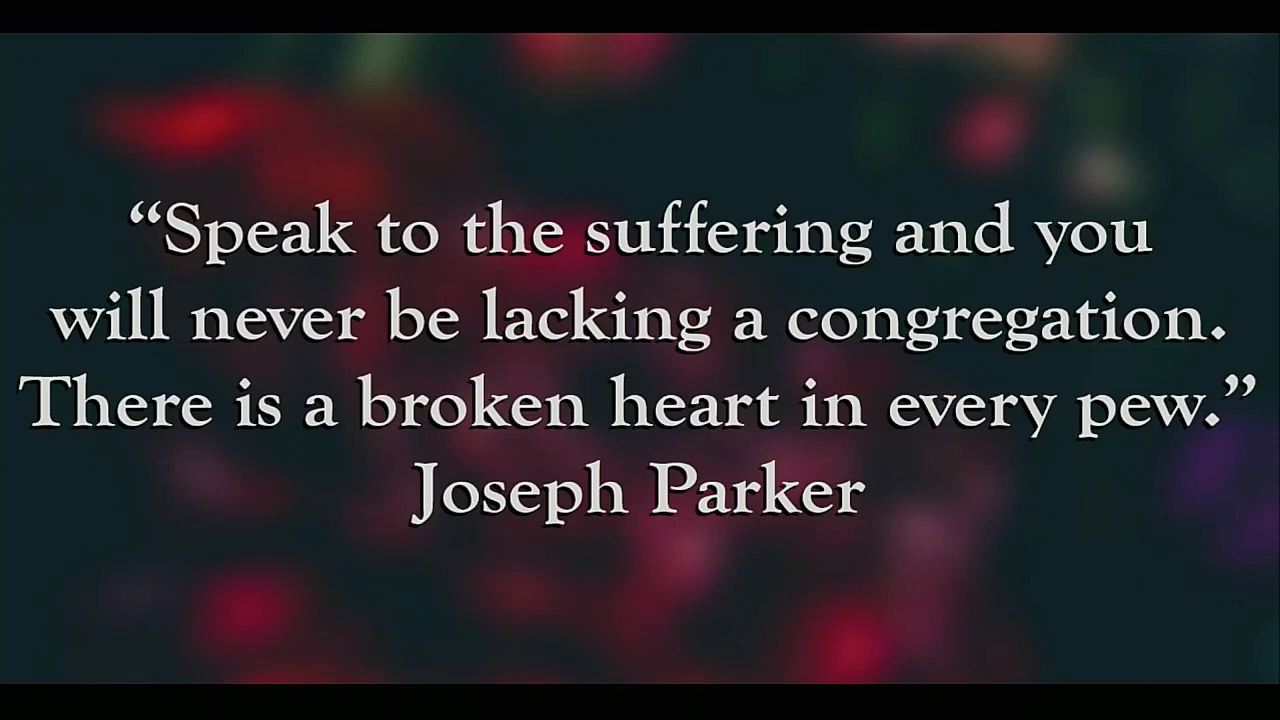 “Speak to the suffering and you
will never be lacking a congregation.
There is a broken heart in every pew.”
Joseph Parker